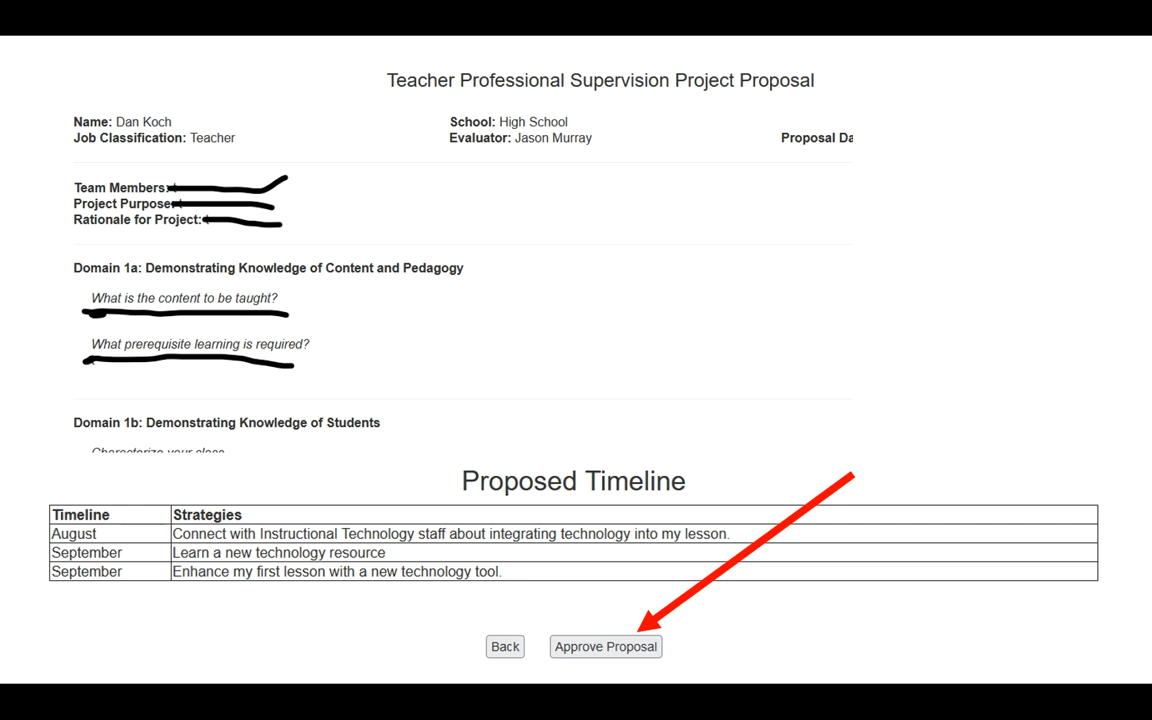 Teacher Professional Supervision Project Proposal
Name: Dan Koch School: High School
Job Classification: Teacher Evaluator: Jason Murray Proposal Da
Team Members:
Project Purpose:
Rationale for Project:
Domain 1a: Demonstrating Knowledge of Content and Pedagogy
What is the content to be taught?
What prerequisite learning is required?
Domain 1b: Demonstrating Knowledge of Students
Characterize your class
Proposed Timeline
Timeline Strategies
August Connect with Instructional Technology staff about integrating technology into my lesson.
September Learn a new technology resource
September Enhance my first lesson with a new technology tool.
Back Approve Proposal